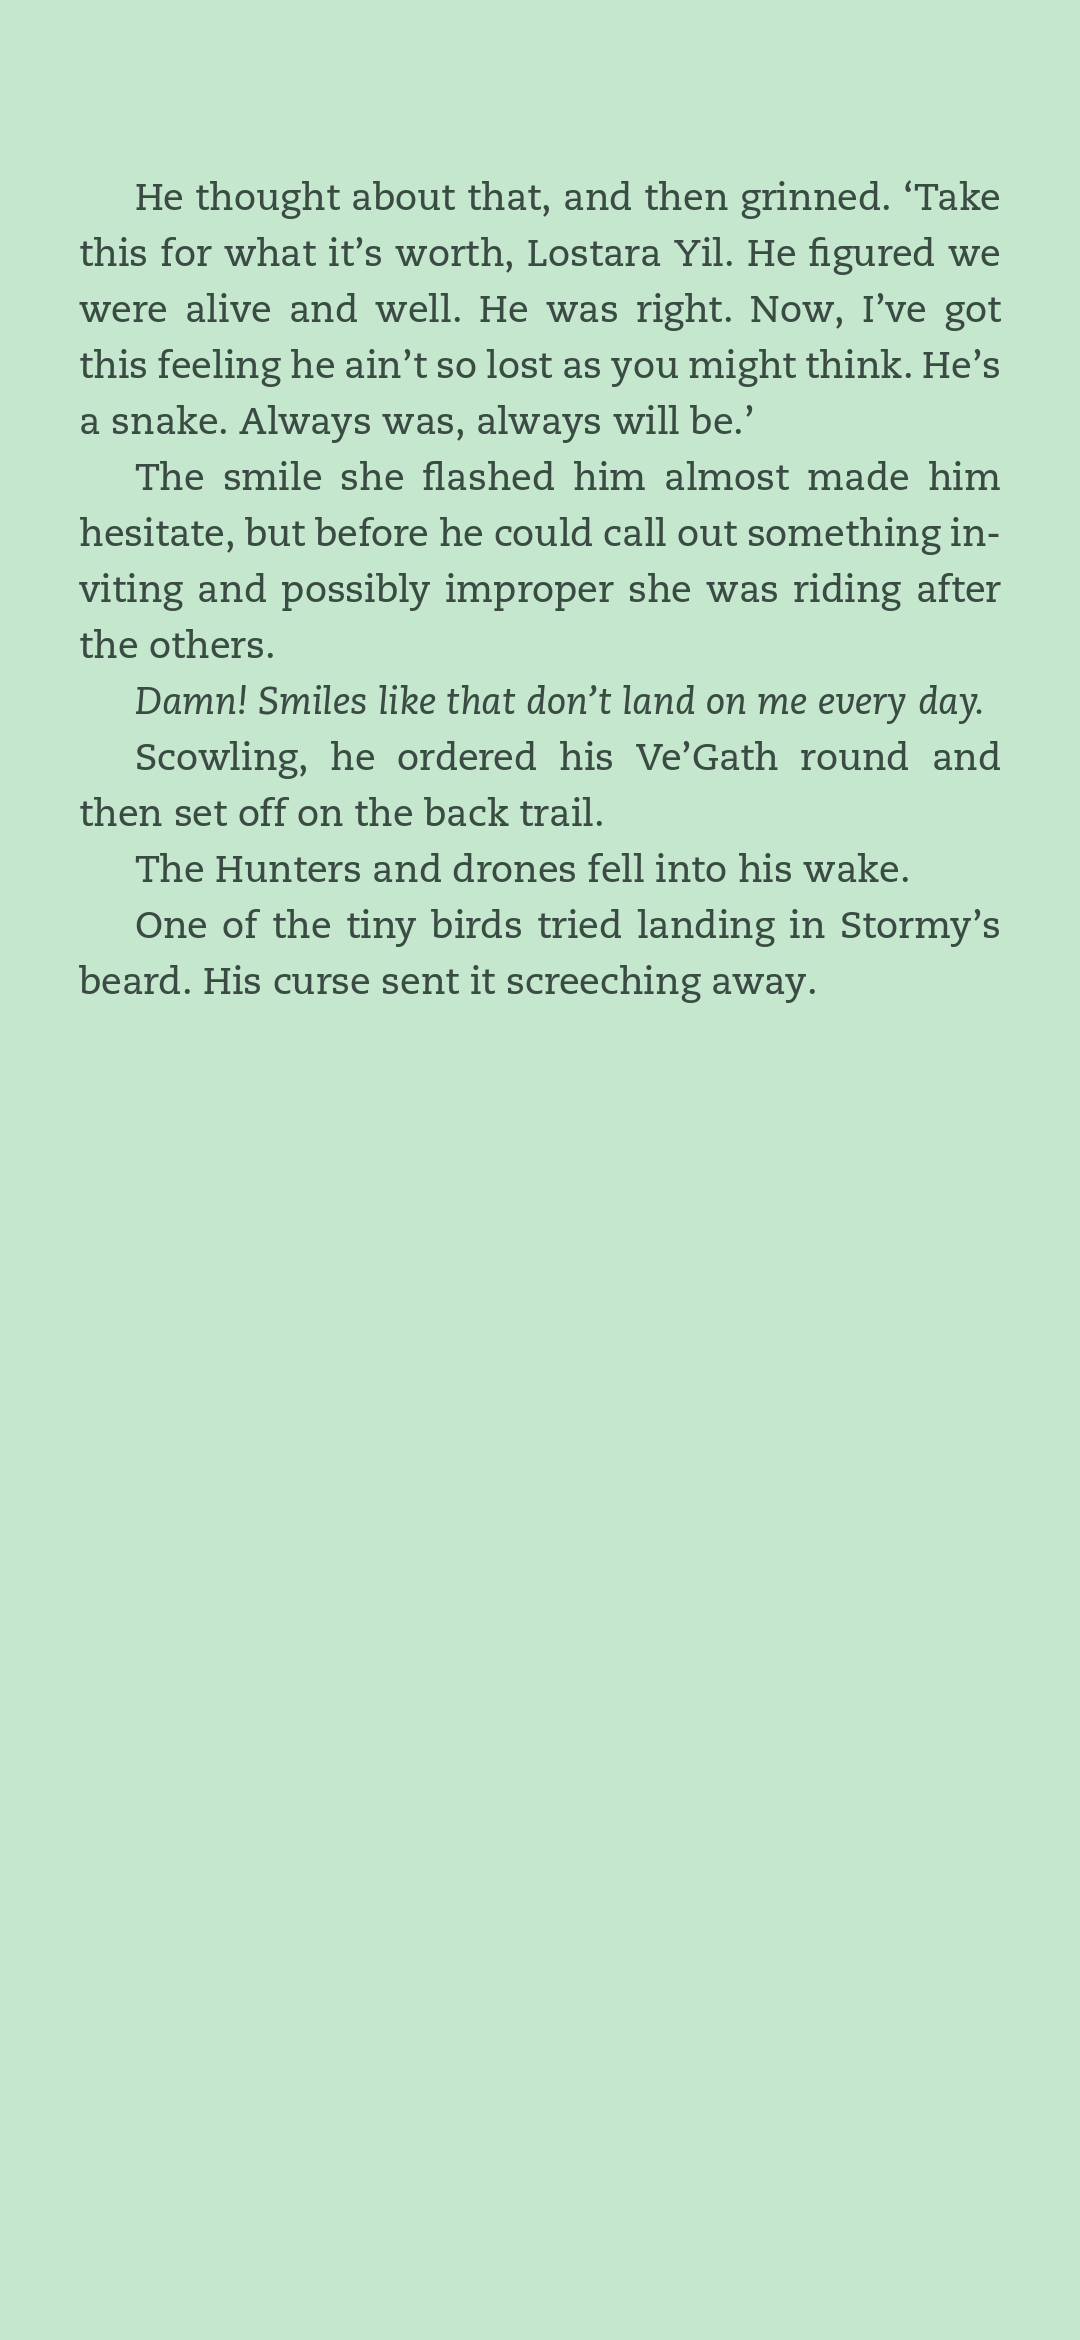 He thought about that, and then grinned. ‘Take
this for what it’s worth, Lostara Yil. He figured we
were alive and well. He was right. Now, I’ve got
this feeling he ain’t so lost as you might think. He’s
a snake. Always was, always will be.’
The smile she flashed him almost made him
hesitate, but before he could call out something in-
viting and possibly improper she was riding after
the others.
Damn! Smiles like that don’t land on me every day.
Scowling, he ordered his Ve’Gath round and
then set off on the back trail.
The Hunters and drones fell into his wake.
One of the tiny birds tried landing in Stormy’s
beard. His curse sent it screeching away.